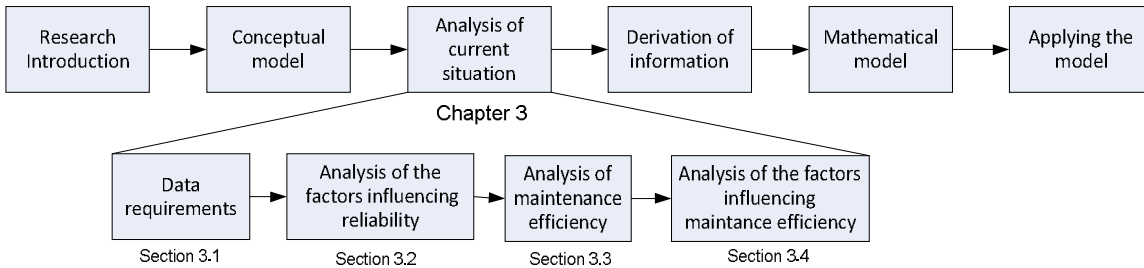 Research
Introduction
Conceptual
model
Analysis of
current
situation
Derivation of
information
Mathematical
model
Applying the
model
Chapter 3
Data
requirements
Analysis of the
factors influencing
reliability
Analysis of
maintenance
efficiency
Analysis of the factors
influencing
maintance efficiency
Section 3.1
Section 3.2
Section 3.3
Section 3.4